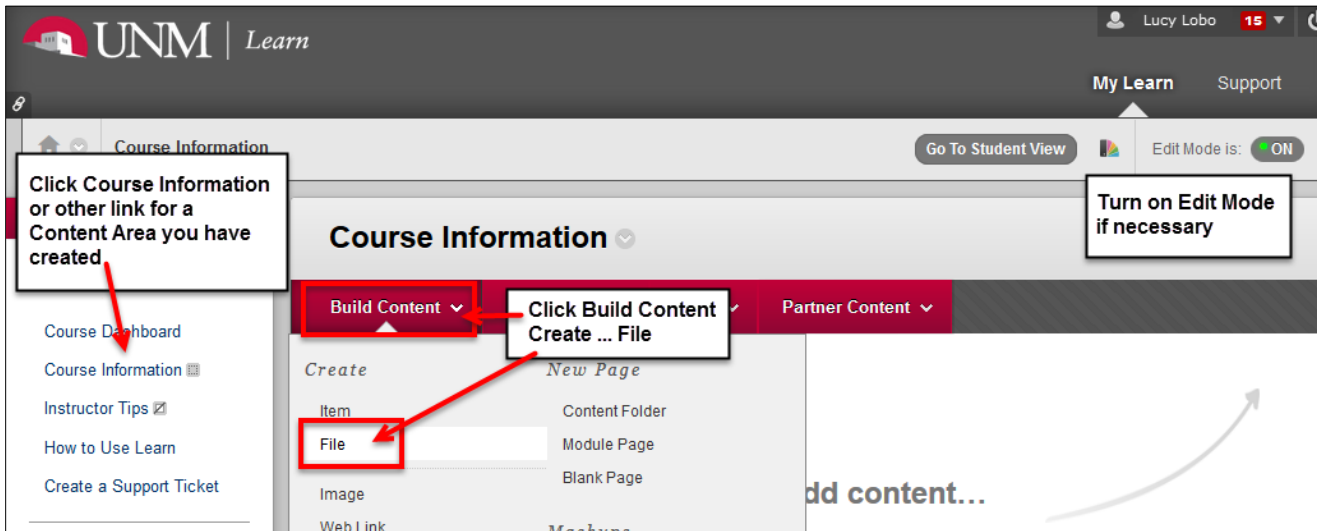 UNM | Learn
Lucy Lobo 15
My Learn Support
Course Information
Go To Student View
Edit Mode is: ON
Click Course Information
or other link for a
Content Area you have
created
Turn on Edit Mode
if necessary
Course Information
Build Content
Click Build Content
Create ... File
Partner Content
Course Dashboard
Course Information
Instructor Tips
How to Use Learn
Create a Support Ticket
Create
Item
File
Image
Web Link
New Page
Content Folder
Module Page
Blank Page
Mashups
dd content...